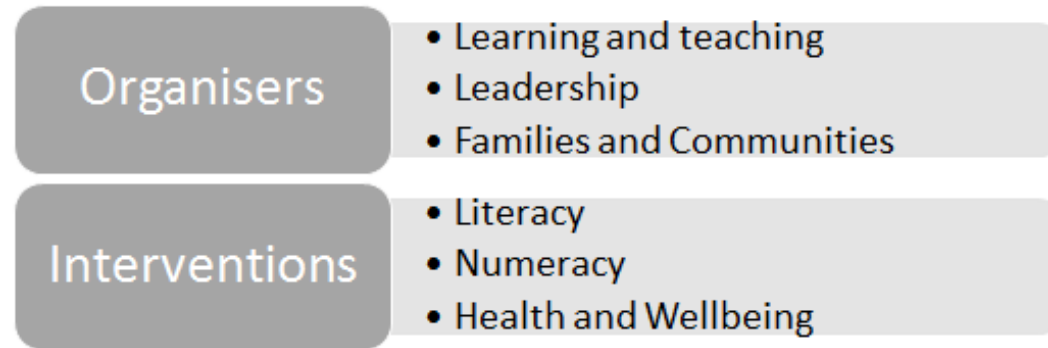 Organisers
• Learning and teaching
• Leadership
• Families and Communities
Interventions
• Literacy
• Numeracy
• Health and Wellbeing